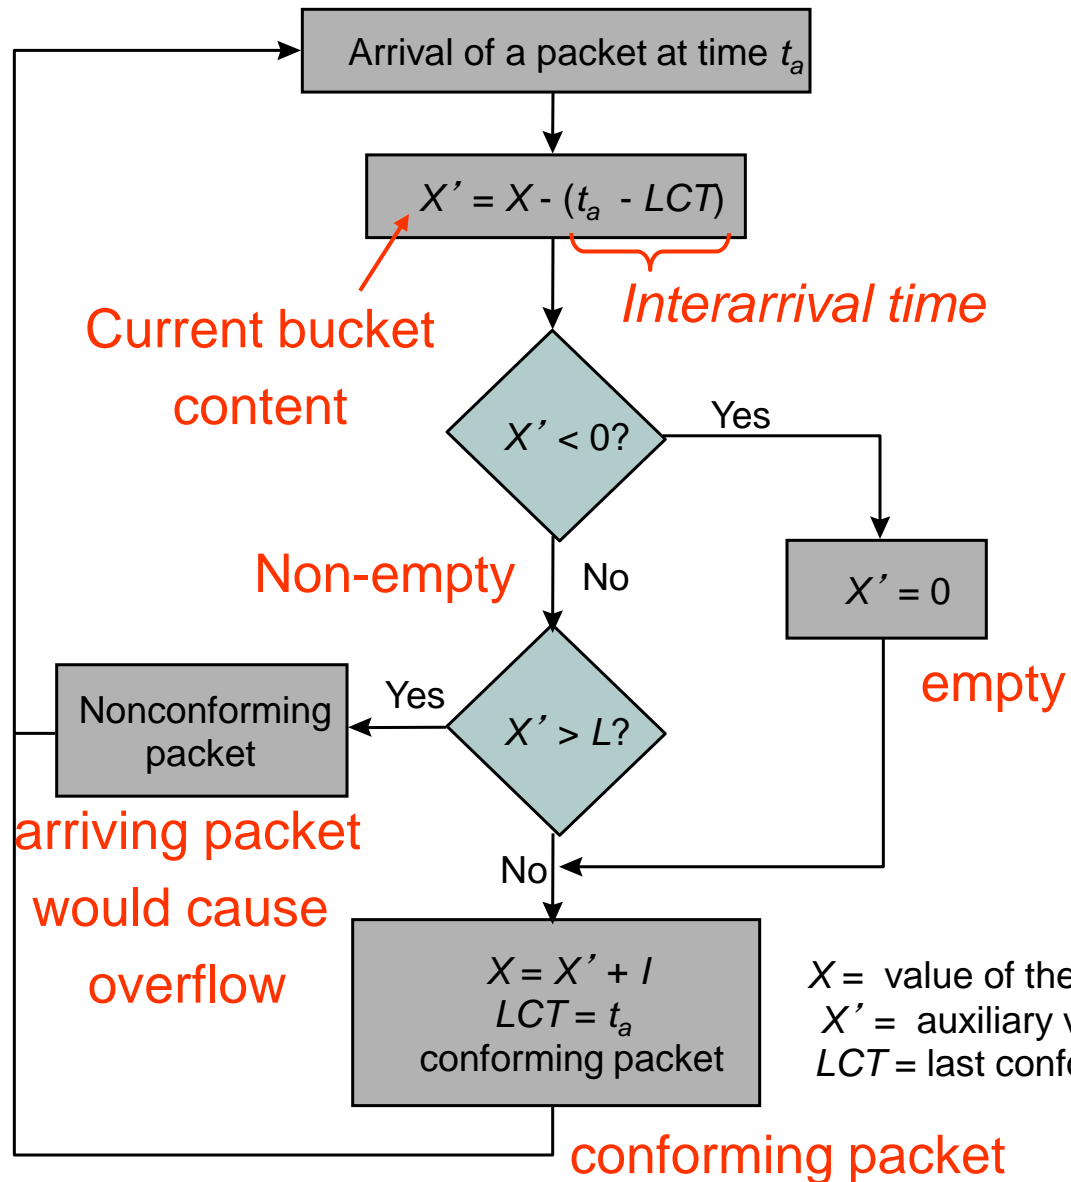 Arrival of a packet at time tₐ
X’ = X - (tₐ - LCT)
Current bucket
content
Interarrival time
X’ < 0?
Yes
Non-empty
No
X’ = 0
empty
Nonconforming
packet
Yes
X’ > L?
arriving packet
would cause
overflow
No
X = X’ + I
LCT = tₐ
conforming packet
X = value of the
X’ = auxiliary
LCT = last
conforming packet